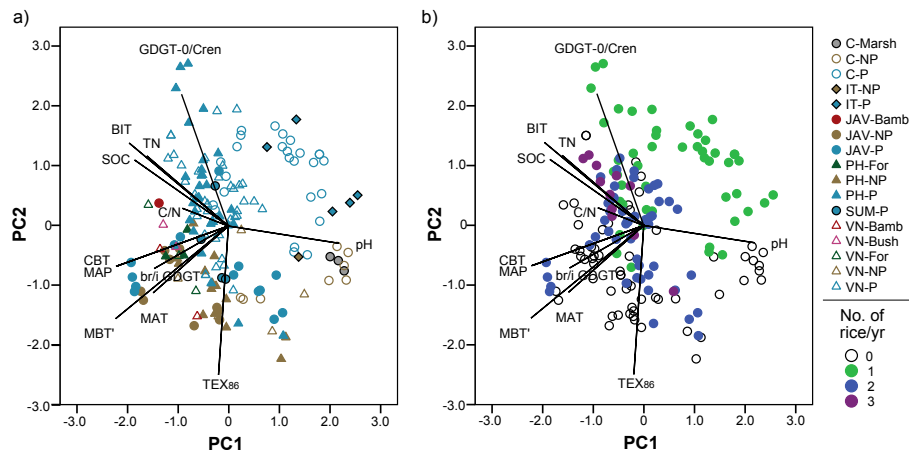 a)
3.0
2.0
1.0
0
-1.0
-2.0
-3.0
PC2
-3.0 -2.0 -1.0 0 1.0 2.0 3.0
PC1
GDGT-0/Cren
BIT
TN
SOC
C/N
pH
CBT
MAP
br/i GDGT
MAT
MBT'
TEX86
b)
3.0
2.0
1.0
0
-1.0
-2.0
-3.0
PC2
-3.0 -2.0 -1.0 0 1.0 2.0 3.0
PC1
GDGT-0/Cren
BIT
TN
SOC
C/N
pH
CBT
MAP
br/i GDGT
MAT
MBT'
TEX86
C-Marsh
C-NP
C-P
IT-NP
IT-P
JAV-Bamb
JAV-NP
JAV-P
PH-For
PH-NP
PH-P
SUM-P
VN-Bamb
VN-Bush
VN-For
VN-NP
VN-P
No. of
rice/yr
0
1
2
3